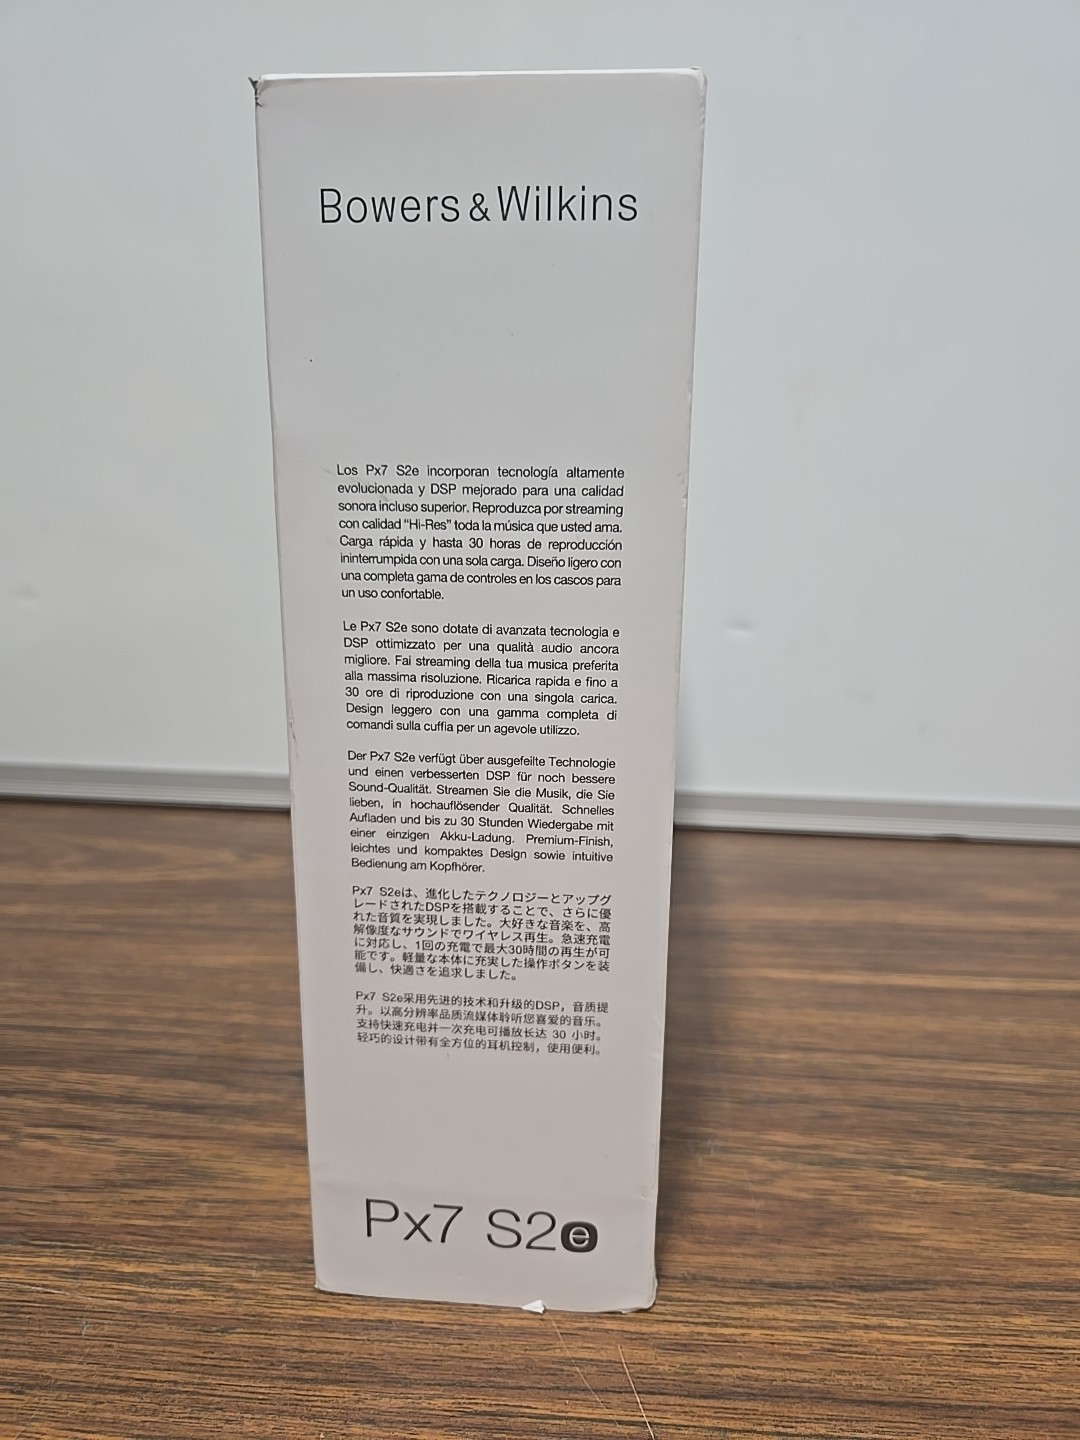 Bowers & Wilkins
Los Px7 S2e incorporan tecnología altamente
evolucionada y DSP mejorado para una calidad
sonora incluso superior. Reproduzca por streaming
con calidad “Hi-Res” toda la música que usted ama.
Carga rápida y hasta 30 horas de reproducción
ininterrumpida con una sola carga. Diseño ligero con
una completa gama de controles en los cascos para
un uso confortable.
Le Px7 S2e sono dotate di avanzata tecnologia e
DSP ottimizzato per una qualità audio ancora
migliore. Fai streaming della tua musica preferita
alla massima risoluzione. Ricarica rapida e fino a
30 ore di riproduzione con una singola carica.
Design leggero con una gamma completa di
comandi sulla cuffia per un agevole utilizzo.
Der Px7 S2e verfügt über ausgefeilte Technologie
und einen verbesserten DSP für noch bessere
Sound-Qualität. Streamen Sie die Musik, die Sie
lieben, in hochauflösender Qualität. Schnelles
Aufladen und bis zu 30 Stunden Wiedergabe mit
einer einzigen Akku-Ladung. Premium-Finish,
leichtes und kompaktes Design sowie intuitive
Bedienung am Kopfhörer.
Px7 S2eは、進化したテクノロジーとアップグ
レードされたDSPを搭載することで、さらに優
れた音質を実現しました。大好きな音楽を、高
解像度なサウンドでワイヤレス再生。急速充電
に対応し、1回の充電で最大30時間の再生が可
能です。軽量な本体に充実した操作ボタンを装
備し、快適さを追求しました。
Px7 S2e采用先进的技术和升级的DSP，音质提
升。以高分辨率品质流媒体聆听您喜爱的音乐。
支持快速充电并一次充电可播放长达 30 小时。
轻巧的设计带有全方位的耳机控制，使用便利。
Px7 S2e